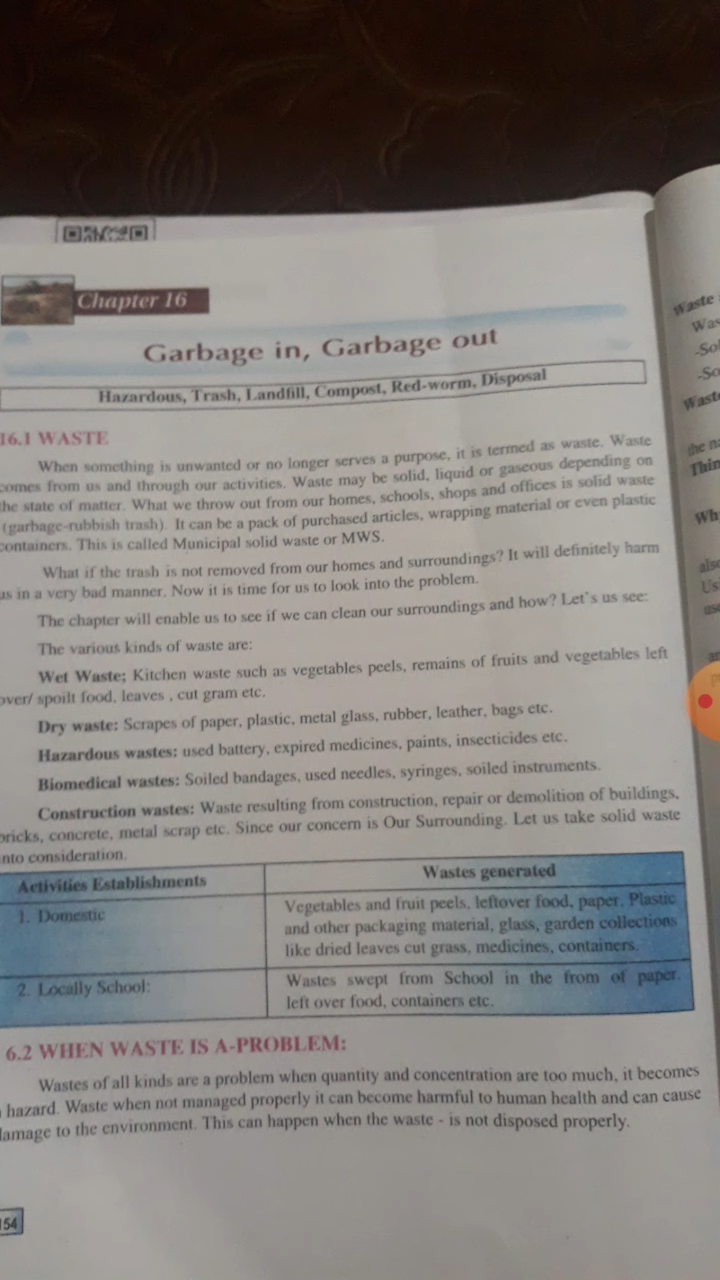 Chapter 16
Garbage in, Garbage out
Hazardous, Trash, Landfill, Compost, Red-worm, Disposal
16.1 WASTE
When something is unwanted or no longer serves a purpose, it is termed as waste. Waste
comes from us and through our activities. Waste may be solid, liquid or gaseous depending on
the state of matter. What we throw out from our homes, schools, shops and offices is solid waste
(garbage-rubbish trash). It can be a pack of purchased articles, wrapping material or even plastic
containers. This is called Municipal solid waste or MWS.
What if the trash is not removed from our homes and surroundings? It will definitely harm
us in a very bad manner. Now it is time for us to look into the problem.
The chapter will enable us to see if we can clean our surroundings and how? Let's us see:
The various kinds of waste are:
Wet Waste; Kitchen waste such as vegetables peels, remains of fruits and vegetables left
over/ spoilt food, leaves , cut gram etc.
Dry waste: Scrapes of paper, plastic, metal glass, rubber, leather, bags etc.
Hazardous wastes: used battery, expired medicines, paints, insecticides etc.
Biomedical wastes: Soiled bandages, used needles, syringes, soiled instruments.
Construction wastes: Waste resulting from construction, repair or demolition of buildings,
bricks, concrete, metal scrap etc. Since our concern is Our Surrounding. Let us take solid waste
into consideration.
Activities Establishments
Wastes generated
1. Domestic
Vegetables and fruit peels, leftover food, paper. Plastic
and other packaging material, glass, garden collections
like dried leaves cut grass, medicines, containers.
2. Locally School:
Wastes swept from School in the from of paper.
left over food, containers etc.
6.2 WHEN WASTE IS A-PROBLEM:
Wastes of all kinds are a problem when quantity and concentration are too much, it becomes
hazard. Waste when not managed properly it can become harmful to human health and can cause
damage to the environment. This can happen when the waste - is not disposed properly.
154
Waste
-So
the